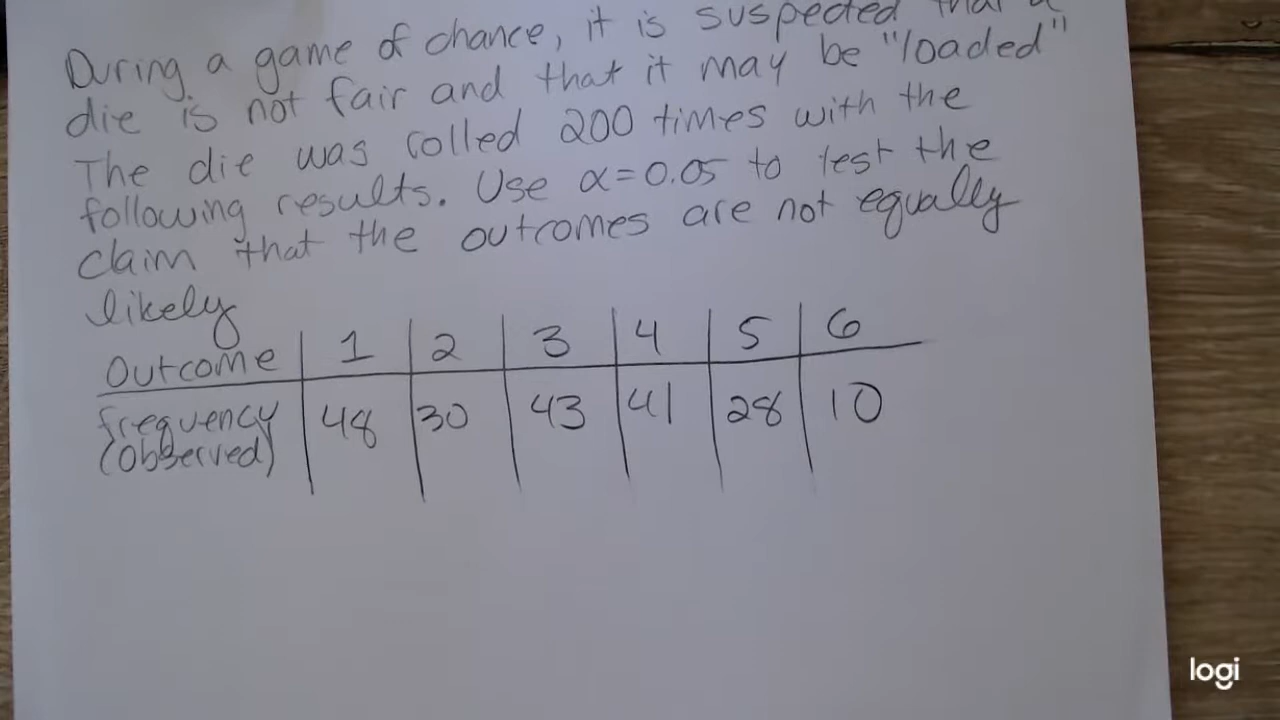 During a game of chance, it is suspected that a
die is not fair and that it may be "loaded"
The die was rolled 200 times with the
following results. Use α=0.05 to test the
claim that the outcomes are not equally
likely
Outcome 1 2 3 4 5 6
frequency 48 30 43 41 28 10
(observed)
logi